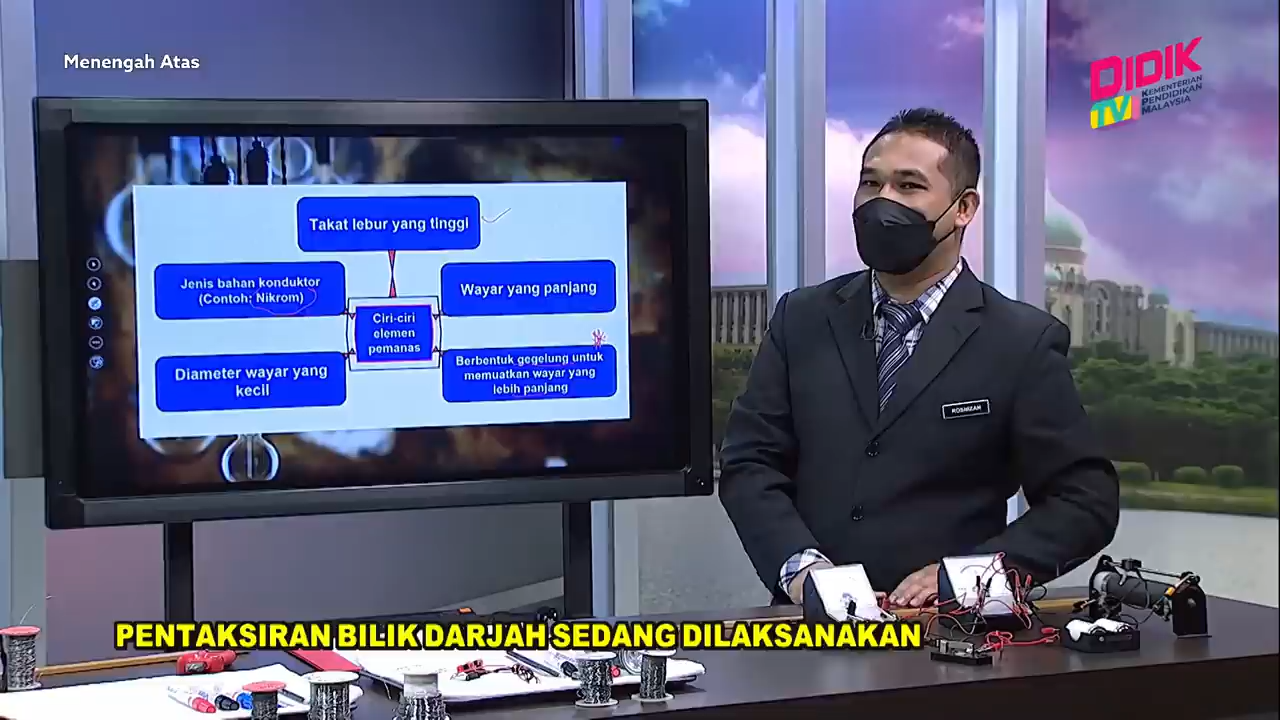 Menengah Atas
DIDIK
TV
KEMENTERIAN
PENDIDIKAN
MALAYSIA
Takat lebur yang tinggi
Jenis bahan konduktor
(Contoh: Nikrom)
Wayar yang panjang
Ciri-ciri
elemen
pemanas
Diameter wayar yang
kecil
Berbentuk gegelung untuk
memuatkan wayar yang
lebih panjang
ROSHIZAM
PENTAKSIRAN BILIK DARJAH SEDANG DILAKSANAKAN